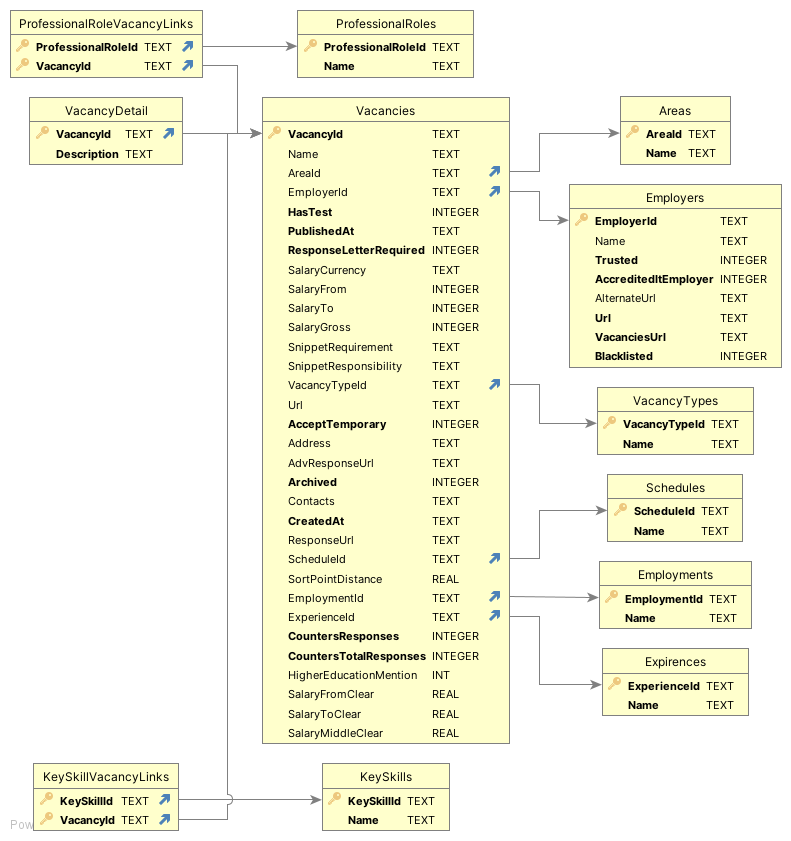 ProfessionalRoleVacancyLinks
ProfessionalRoleId TEXT
VacancyId TEXT
ProfessionalRoles
ProfessionalRoleId TEXT
Name TEXT
VacancyDetail
VacancyId TEXT
Description TEXT
Vacancies
VacancyId TEXT
Name TEXT
AreaId TEXT
EmployerId TEXT
HasTest INTEGER
PublishedAt TEXT
ResponseLetterRequired INTEGER
SalaryCurrency TEXT
SalaryFrom INTEGER
SalaryTo INTEGER
SalaryGross INTEGER
SnippetRequirement TEXT
SnippetResponsibility TEXT
VacancyTypeId TEXT
Url TEXT
AcceptTemporary INTEGER
Address TEXT
AdvResponseUrl TEXT
Archived INTEGER
Contacts TEXT
CreatedAt TEXT
ResponseUrl TEXT
ScheduleId TEXT
SortPointDistance REAL
EmploymentId TEXT
ExperienceId TEXT
CountersResponses INTEGER
CountersTotalResponses INTEGER
HigherEducationMention INT
SalaryFromClear REAL
SalaryToClear REAL
SalaryMiddleClear REAL
Areas
AreaId TEXT
Name TEXT
Employers
EmployerId TEXT
Name TEXT
Trusted INTEGER
AccreditedItEmployer INTEGER
AlternateUrl TEXT
Url TEXT
VacanciesUrl TEXT
Blacklisted INTEGER
VacancyTypes
VacancyTypeId TEXT
Name TEXT
Schedules
ScheduleId TEXT
Name TEXT
Employments
EmploymentId TEXT
Name TEXT
Expirences
ExperienceId TEXT
Name TEXT
KeySkillVacancyLinks
KeySkillId TEXT
VacancyId TEXT
KeySkills
KeySkillId TEXT
Name TEXT